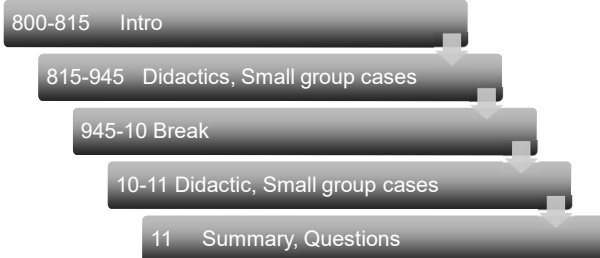 800-815 Intro
815-945 Didactics, Small group cases
945-10 Break
10-11 Didactic, Small group cases
11 Summary, Questions